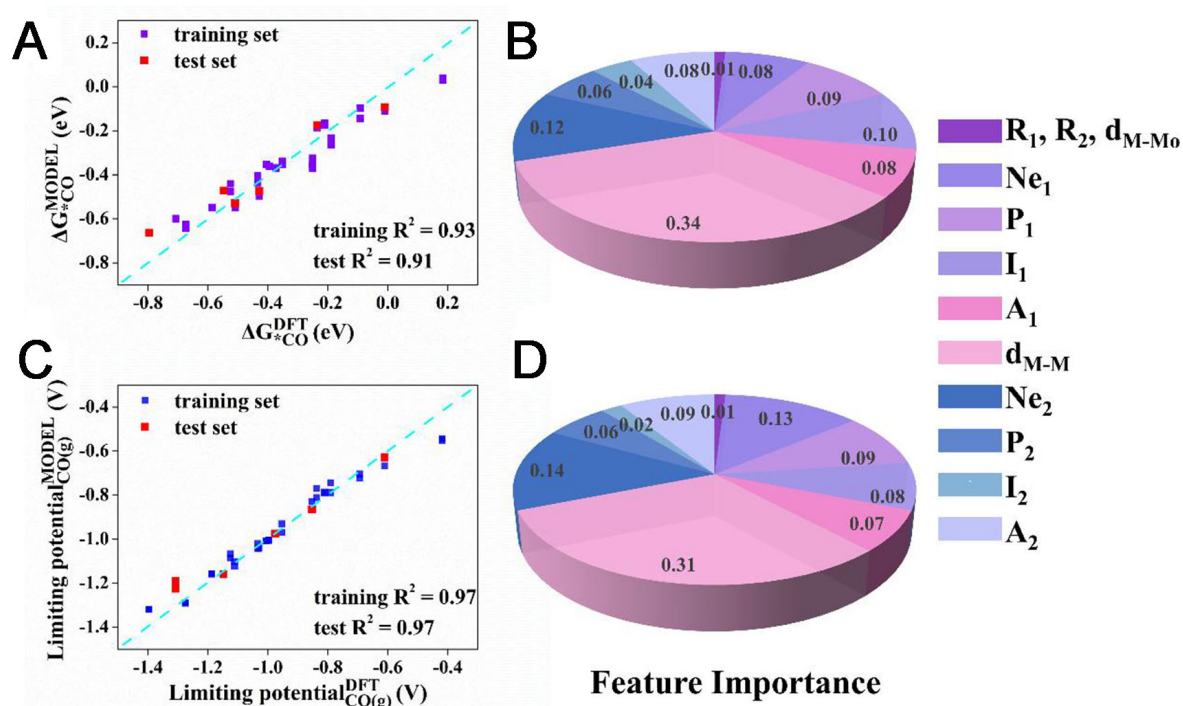 A
training set
test set
0.2
0.0
-0.2
-0.4
-0.6
-0.8
ΔG*CO^MODEL (eV)
training R² = 0.93
test R² = 0.91
-0.8 -0.6 -0.4 -0.2 0.0 0.2
ΔG*CO^DFT (eV)
B
0.01
0.08
0.09
0.10
0.08
0.34
0.12
0.06
0.04
0.08
R₁, R₂, d_M-Mo
Ne₁
P₁
I₁
A₁
d_M-M
Ne₂
P₂
I₂
A₂
C
training set
test set
-0.4
-0.6
-0.8
-1.0
-1.2
-1.4
Limiting potential_CO(g)^MODEL (V)
training R² = 0.97
test R² = 0.97
-1.4 -1.2 -1.0 -0.8 -0.6 -0.4
Limiting potential_CO(g)^DFT (V)
D
0.01
0.13
0.09
0.08
0.07
0.31
0.14
0.06
0.02
0.09
Feature Importance